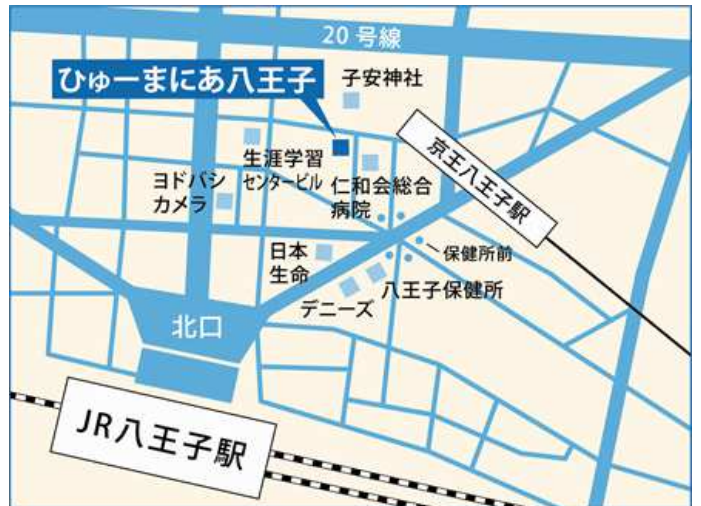 20号線
ひゅーまにあ八王子
子安神社
京王八王子駅
生涯学習
センタービル
仁和会総合
病院
ヨドバシ
カメラ
保健所前
日本
生命
八王子保健所
デニーズ
北口
JR八王子駅